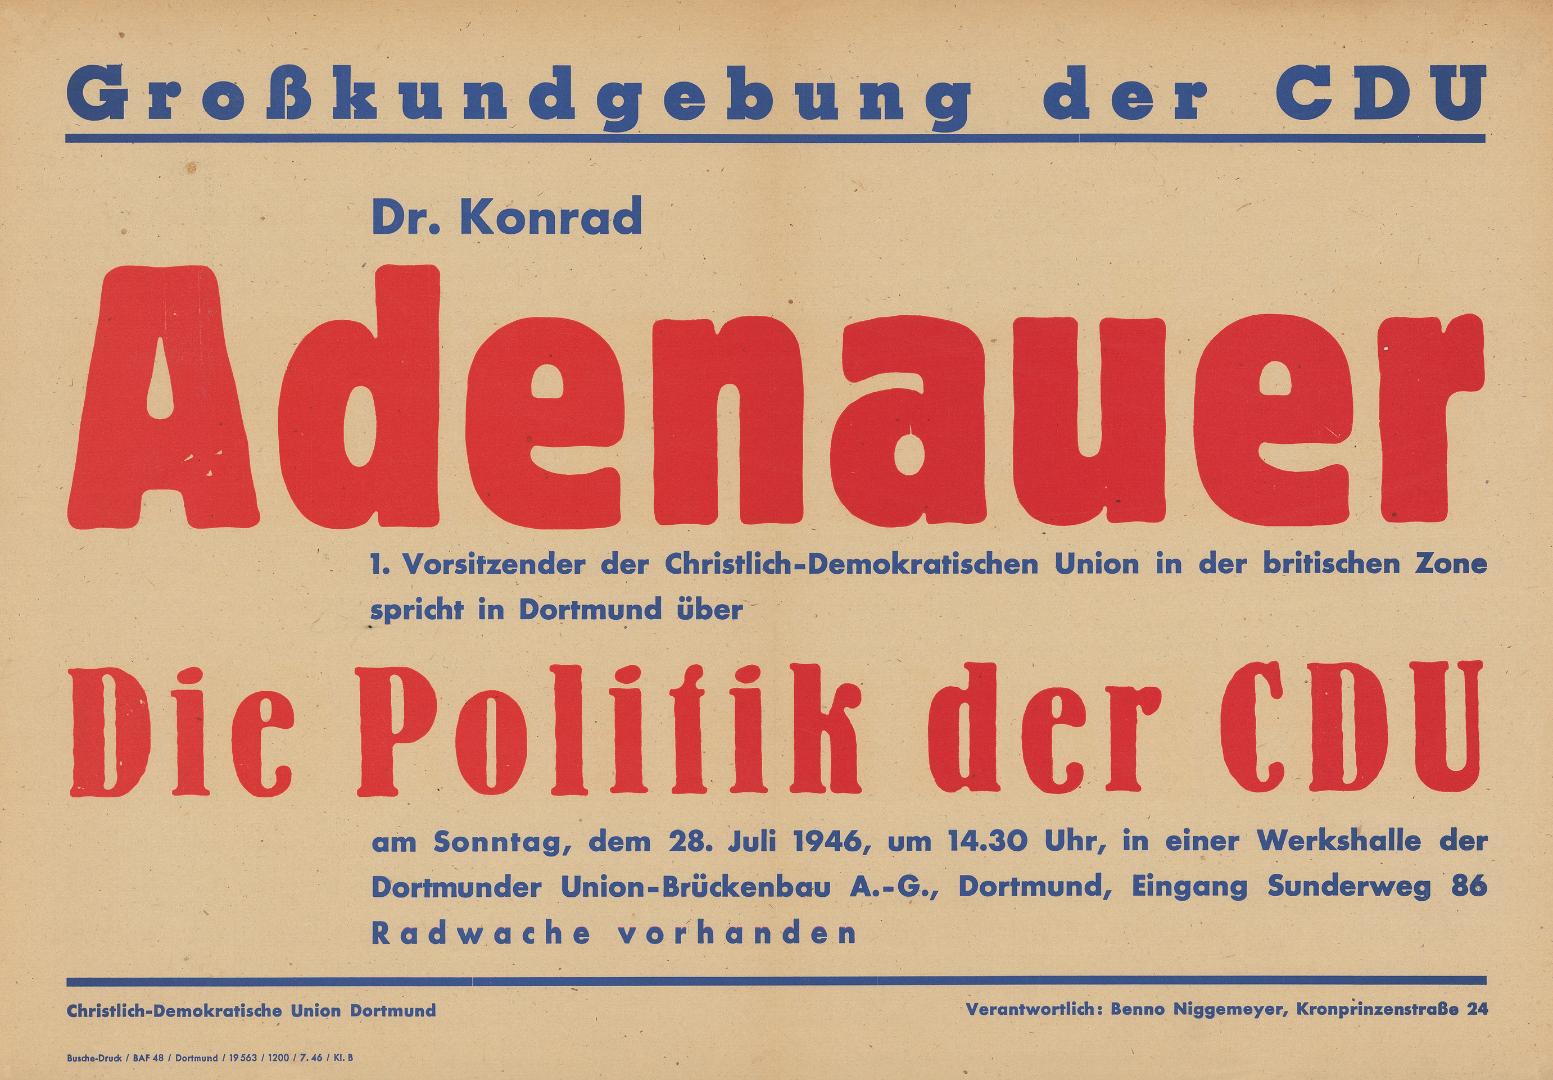 Großkundgebung der CDU
Dr. Konrad
Adenauer
1. Vorsitzender der Christlich-Demokratischen Union in der britischen Zone
spricht in Dortmund über
Die Politik der CDU
am Sonntag, dem 28. Juli 1946, um 14.30 Uhr, in einer Werkshalle der
Dortmunder Union-Brückenbau A.-G., Dortmund, Eingang Sunderweg 86
Radwache vorhanden
Christlich-Demokratische Union Dortmund
Verantwortlich: Benno Niggemeyer, Kronprinzenstraße 24
Busche-Druck / BAF 48 / Dortmund / 19563 / 1200 / 7. 46 / Kl. B